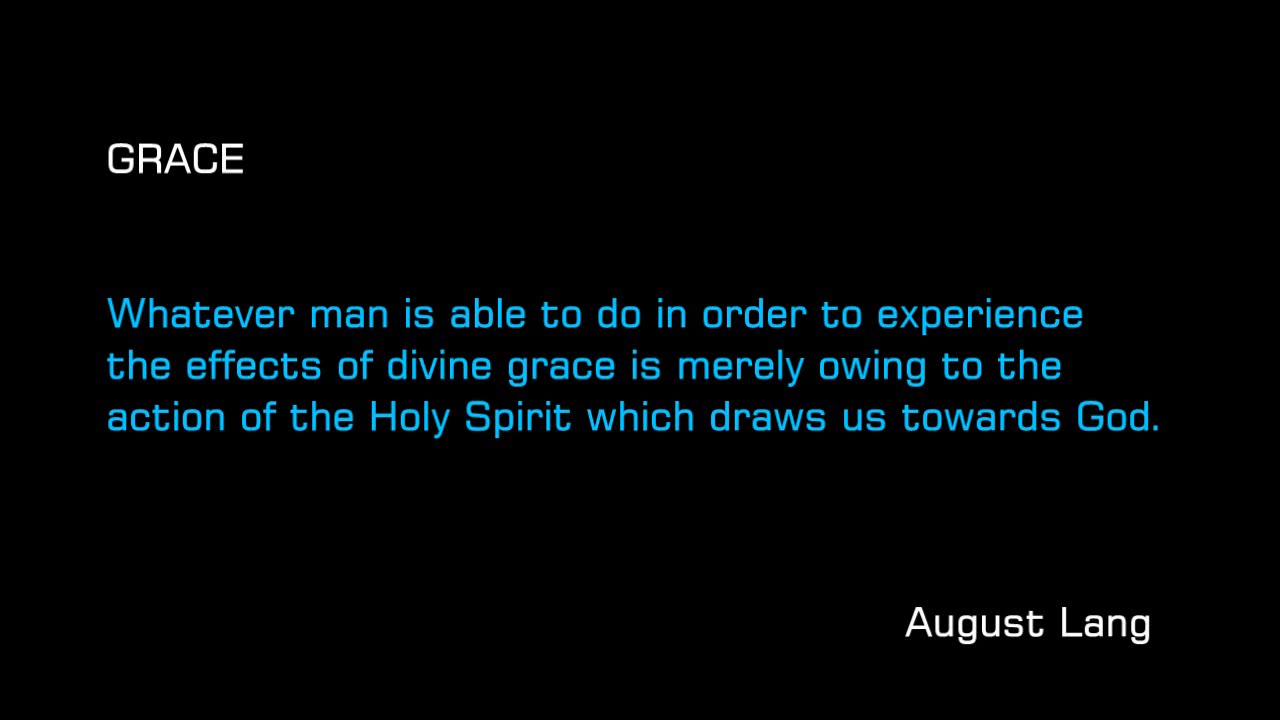 GRACE
Whatever man is able to do in order to experience
the effects of divine grace is merely owing to the
action of the Holy Spirit which draws us towards God.
August Lang